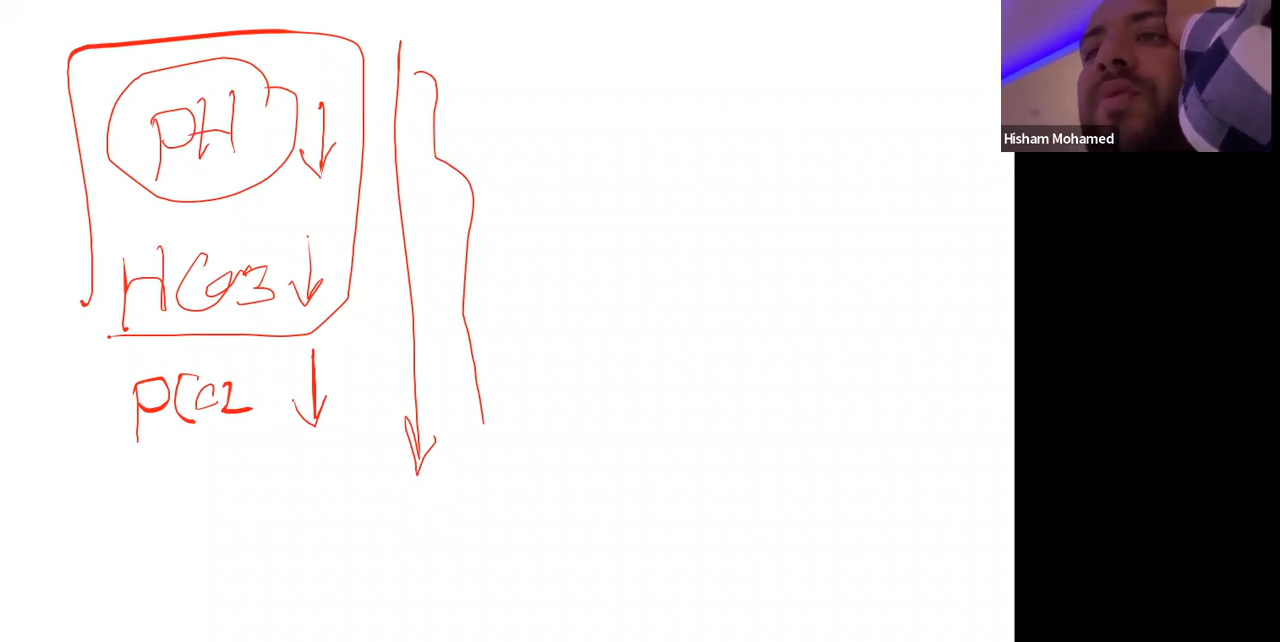 pH ↓
HCO3 ↓
pCO2 ↓
Hisham Mohamed